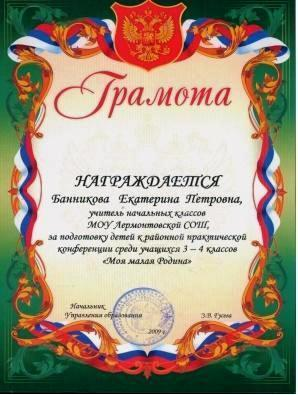 Грамота
НАГРАЖДАЕТСЯ
Банникова Екатерина Петровна,
учитель начальных классов
МОУ Лермонтовской СОШ,
за подготовку детей к районной практической
конференции среди учащихся 3 – 4 классов
«Моя малая Родина»
Начальник
Управления образования
Э.В. Гусева
2009 г.